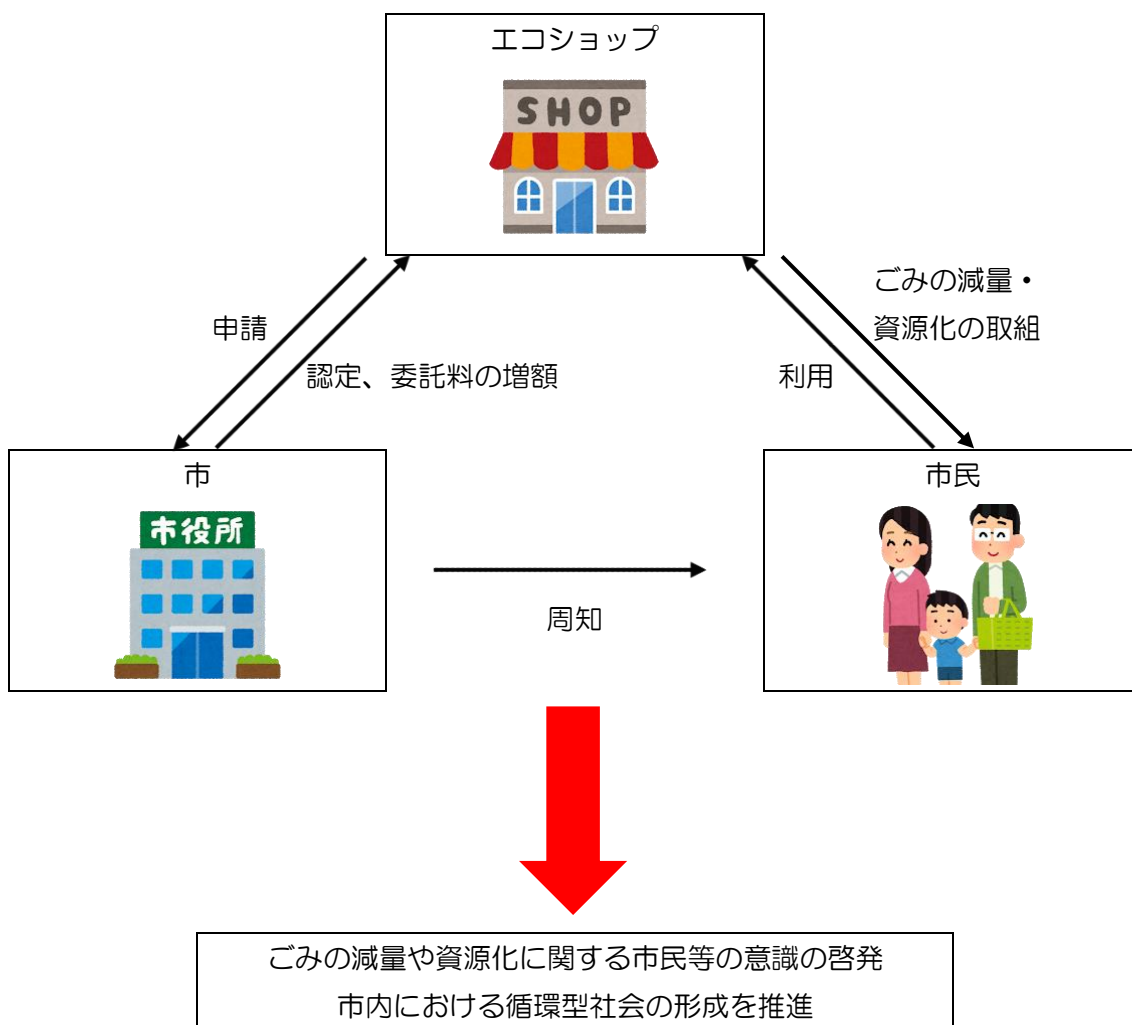 エコショップ
SHOP
申請
認定、委託料の増額
ごみの減量・
資源化の取組
利用
市
市役所
市民
周知
ごみの減量や資源化に関する市民等の意識の啓発
市内における循環型社会の形成を推進